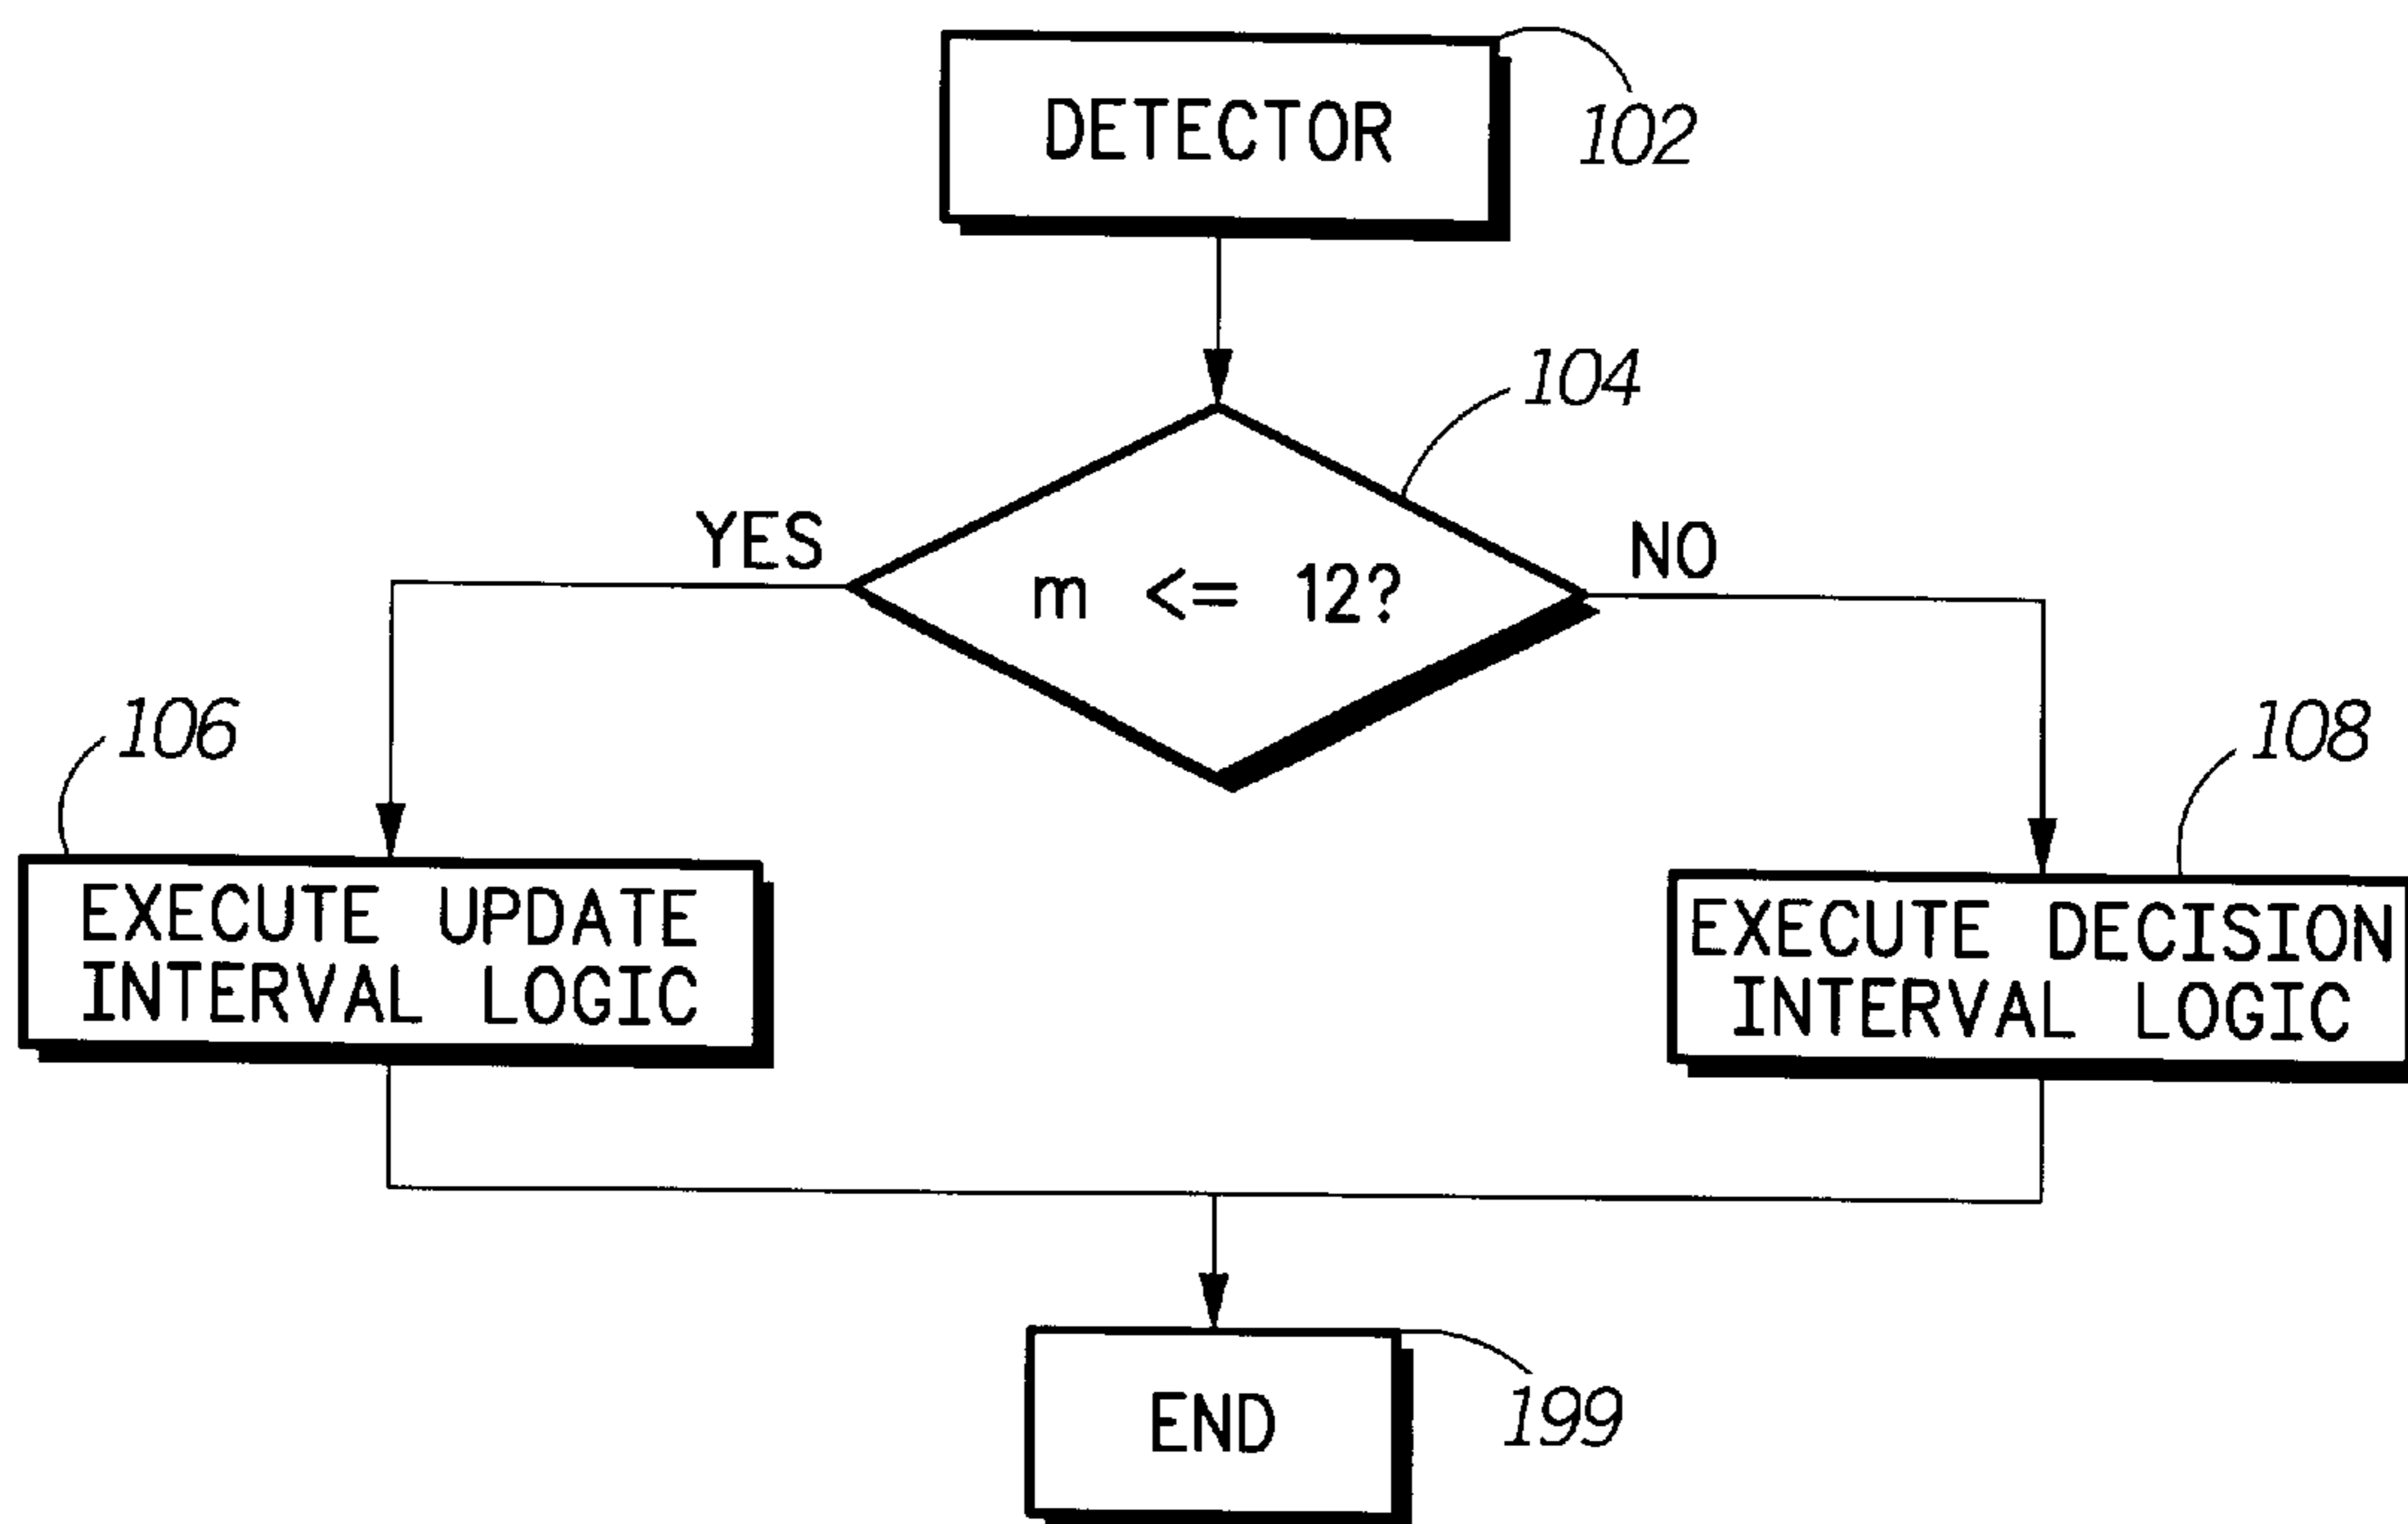 DETECTOR
102
104
YES
NO
m <= 12?
106
108
EXECUTE UPDATE
INTERVAL LOGIC
EXECUTE DECISION
INTERVAL LOGIC
END
199